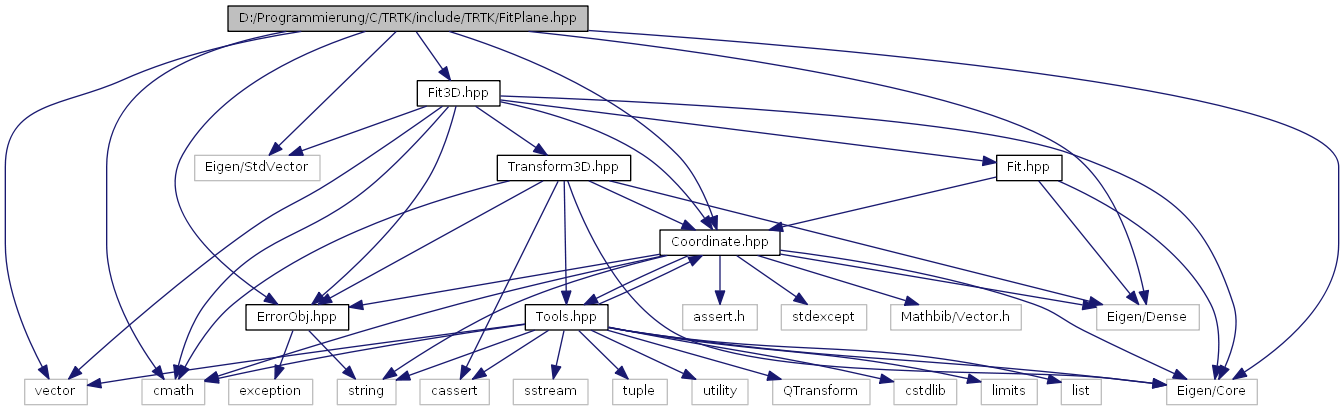 D:/Programmierung/C/TRTK/include/TRTK/FitPlane.hpp
Fit3D.hpp
Eigen/StdVector
Transform3D.hpp
Fit.hpp
Coordinate.hpp
ErrorObj.hpp
Tools.hpp
assert.h
stdexcept
Mathbib/Vector.h
Eigen/Dense
vector
cmath
exception
string
cassert
sstream
tuple
utility
QTransform
cstdlib
limits
list
Eigen/Core